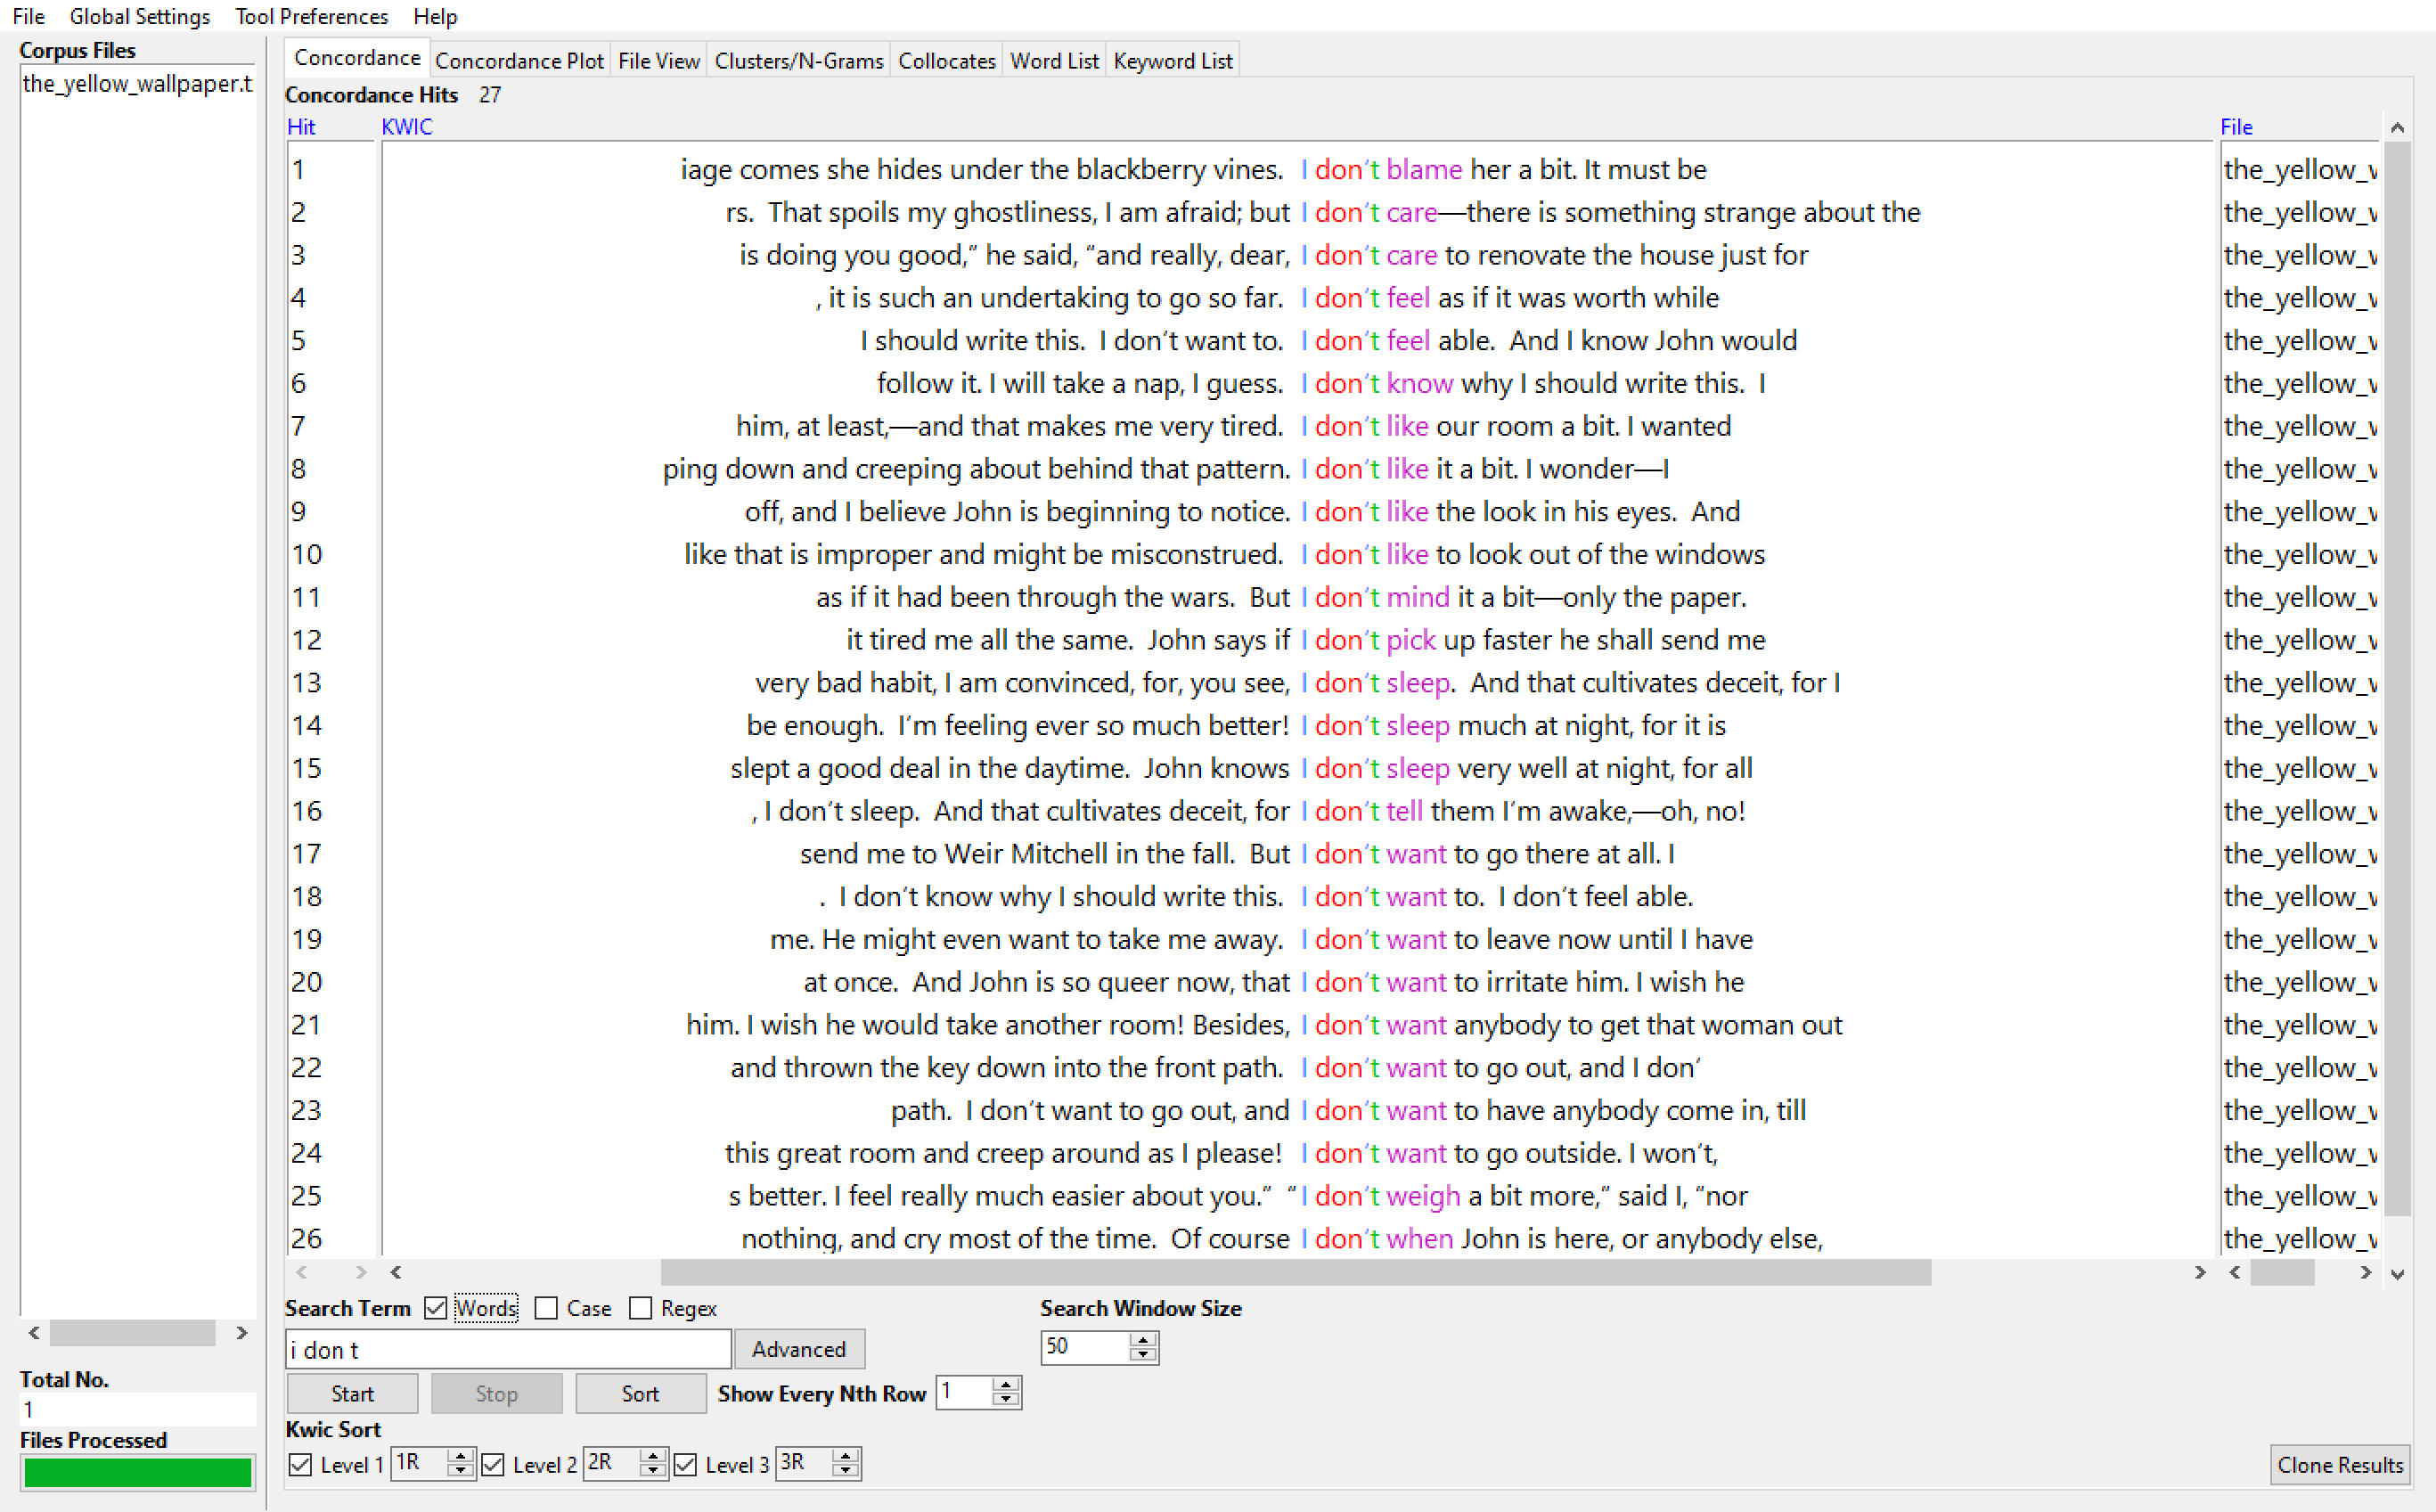 File Global Settings Tool Preferences Help
Corpus Files
the_yellow_wallpaper.t
Concordance Concordance Plot File View Clusters/N-Grams Collocates Word List Keyword List
Concordance Hits 27
Hit KWIC File
1 iage comes she hides under the blackberry vines. I don’t blame her a bit. It must be the_yellow_v
2 rs. That spoils my ghostliness, I am afraid; but I don’t care—there is something strange about the the_yellow_v
3 is doing you good,” he said, “and really, dear, I don’t care to renovate the house just for the_yellow_v
4 , it is such an undertaking to go so far. I don’t feel as if it was worth while the_yellow_v
5 I should write this. I don’t want to. I don’t feel able. And I know John would the_yellow_v
6 follow it. I will take a nap, I guess. I don’t know why I should write this. I the_yellow_v
7 him, at least,—and that makes me very tired. I don’t like our room a bit. I wanted the_yellow_v
8 ping down and creeping about behind that pattern. I don’t like it a bit. I wonder—I the_yellow_v
9 off, and I believe John is beginning to notice. I don’t like the look in his eyes. And the_yellow_v
10 like that is improper and might be misconstrued. I don’t like to look out of the windows the_yellow_v
11 as if it had been through the wars. But I don’t mind it a bit—only the paper. the_yellow_v
12 it tired me all the same. John says if I don’t pick up faster he shall send me the_yellow_v
13 very bad habit, I am convinced, for, you see, I don’t sleep. And that cultivates deceit, for I the_yellow_v
14 be enough. I’m feeling ever so much better! I don’t sleep much at night, for it is the_yellow_v
15 slept a good deal in the daytime. John knows I don’t sleep very well at night, for all the_yellow_v
16 , I don’t sleep. And that cultivates deceit, for I don’t tell them I’m awake,—oh, no! the_yellow_v
17 send me to Weir Mitchell in the fall. But I don’t want to go there at all. I the_yellow_v
18 . I don’t know why I should write this. I don’t want to. I don’t feel able. the_yellow_v
19 me. He might even want to take me away. I don’t want to leave now until I have the_yellow_v
20 at once. And John is so queer now, that I don’t want to irritate him. I wish he the_yellow_v
21 him. I wish he would take another room! Besides, I don’t want anybody to get that woman out the_yellow_v
22 and thrown the key down into the front path. I don’t want to go out, and I don’ the_yellow_v
23 path. I don’t want to go out, and I don’t want to have anybody come in, till the_yellow_v
24 this great room and creep around as I please! I don’t want to go outside. I won’t, the_yellow_v
25 s better. I feel really much easier about you.” “I don’t weigh a bit more,” said I, “nor the_yellow_v
26 nothing, and cry most of the time. Of course I don’t when John is here, or anybody else, the_yellow_v
Search Term Words Case Regex Search Window Size
i don t Advanced 50
Total No.
1
Start Stop Sort Show Every Nth Row 1
Files Processed
Kwic Sort
Level 1 1R Level 2 2R Level 3 3R Clone Results